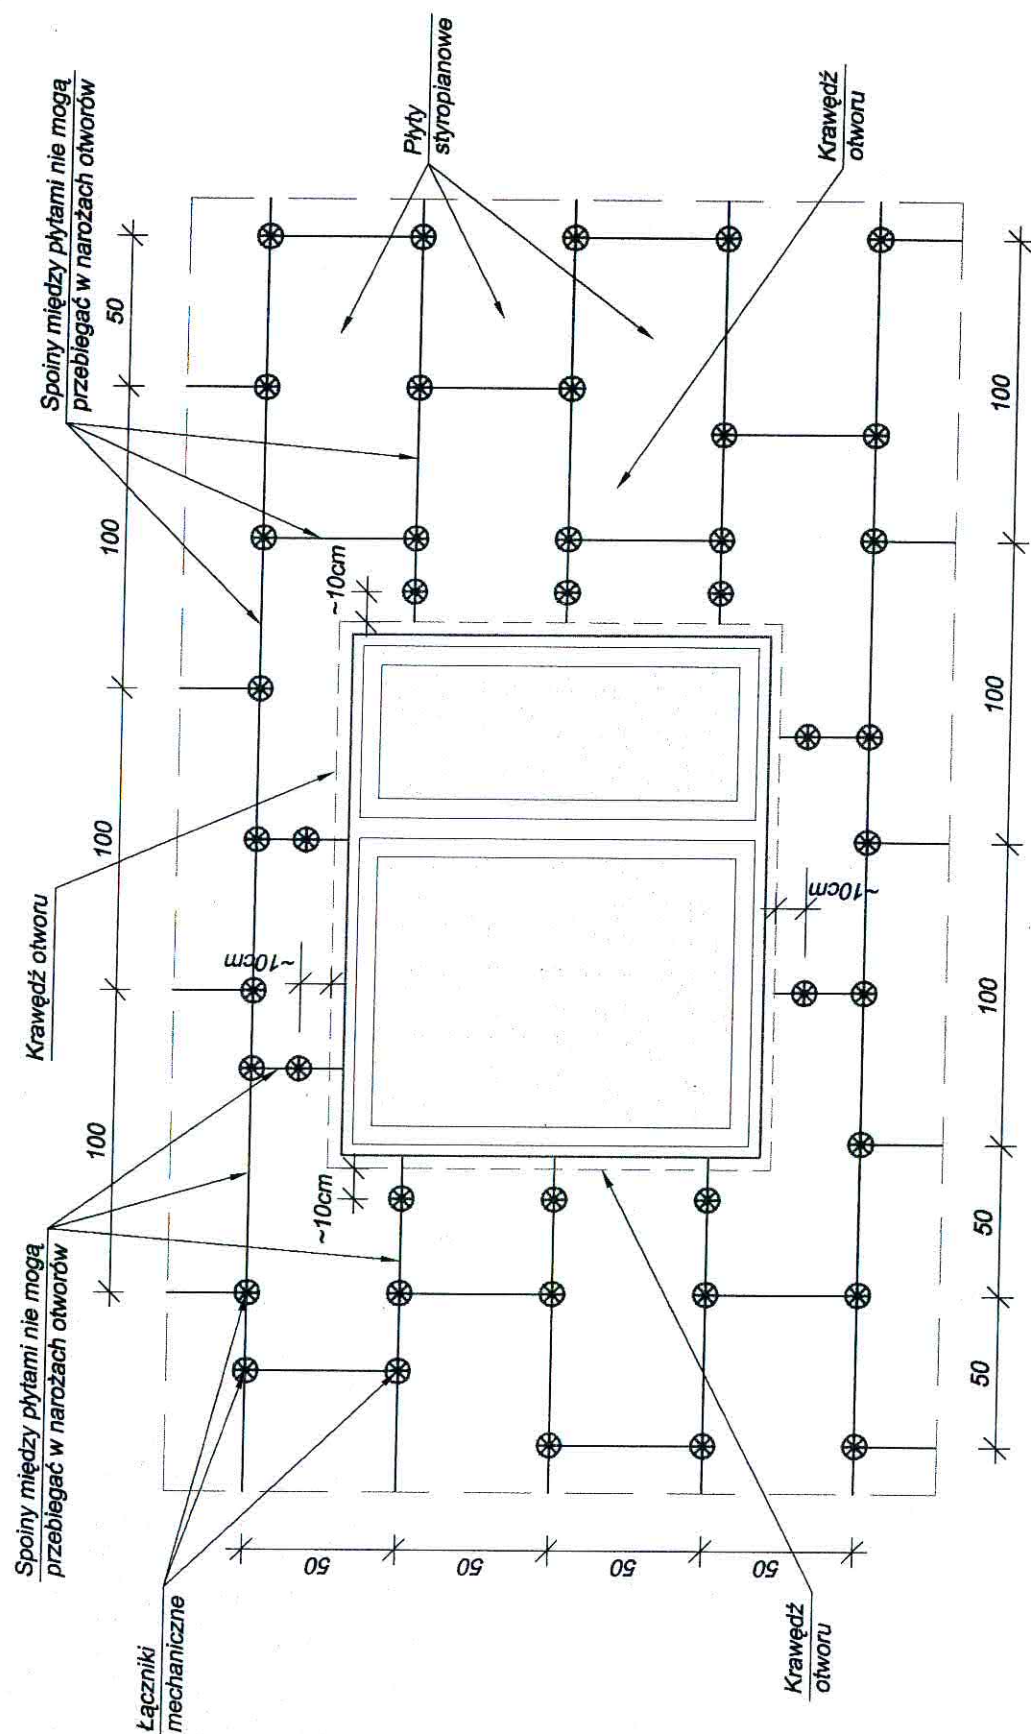 Spoiny między płytami nie mogą
przebiegać w narożach otworów
Krawędź otworu
Spoiny między płytami nie mogą
przebiegać w narożach otworów
Łączniki
mechaniczne
Płyty
styropianowe
100
100
100
50
~10cm
~10cm
~10cm
~10cm
50
50
50
50
Krawędź
otworu
Krawędź
otworu
50
50
100
100
100